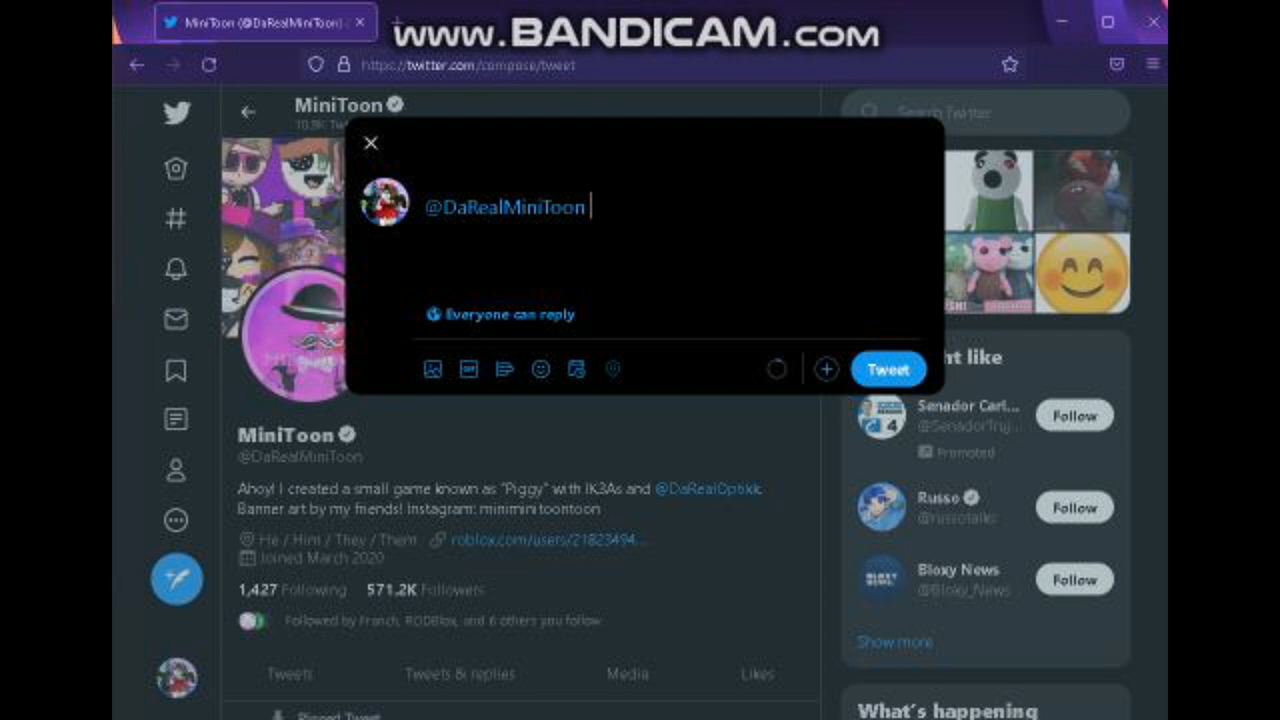 MiniToon (@DaRealMiniToon)
www.BANDICAM.com
https://twitter.com/compose/tweet
MiniToon
Search Twitter
@DaRealMiniToon
Everyone can reply
GIF
Tweet
MiniToon
@DaRealMiniToon
Ahoy! I created a small game known as "Piggy" with IK3As and @DaRealOptikk.
Banner art by my friends! Instagram: miniminitoontoon
He / Him / They / Them roblox.com/users/21823494...
Joined March 2020
1,427 Following 571.2K Followers
Followed by Franch, RODBlox, and 6 others you follow
Tweets Tweets & replies Media Likes
Pinned Tweet
ht like
Senador Carl...
@SenadorTruj...
Promoted
Follow
Russo
@russotalks
Follow
Bloxy News
@Bloxy_News
Follow
Show more
What's happening